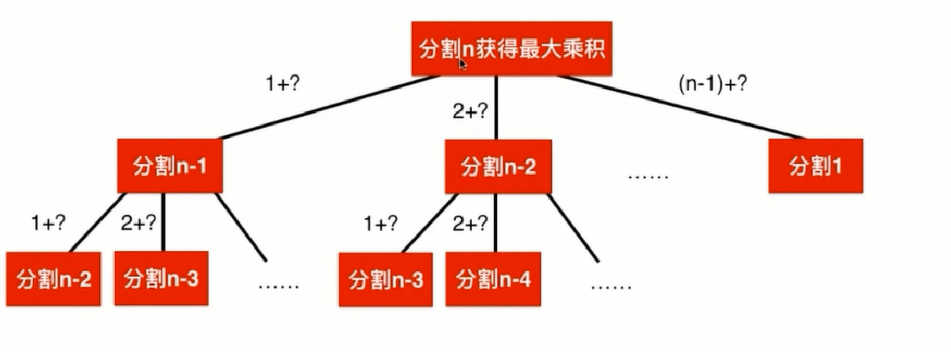 分割n获得最大乘积
1+?
2+?
(n-1)+?
分割n-1
分割n-2
......
分割1
1+?
2+?
1+?
2+?
分割n-2
分割n-3
......
分割n-3
分割n-4
......